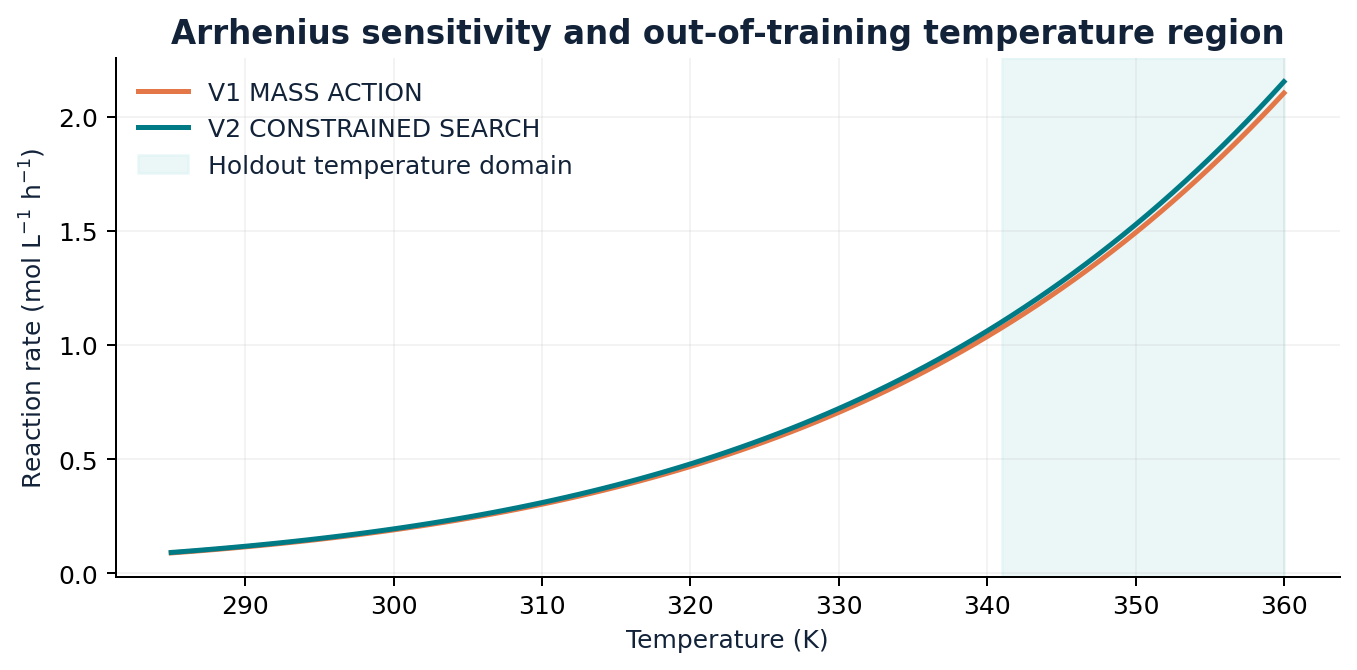 Arrhenius sensitivity and out-of-training temperature region
V1 MASS ACTION
V2 CONSTRAINED SEARCH
Holdout temperature domain
Reaction rate (mol L⁻¹ h⁻¹)
2.0
1.5
1.0
0.5
0.0
290 300 310 320 330 340 350 360
Temperature (K)